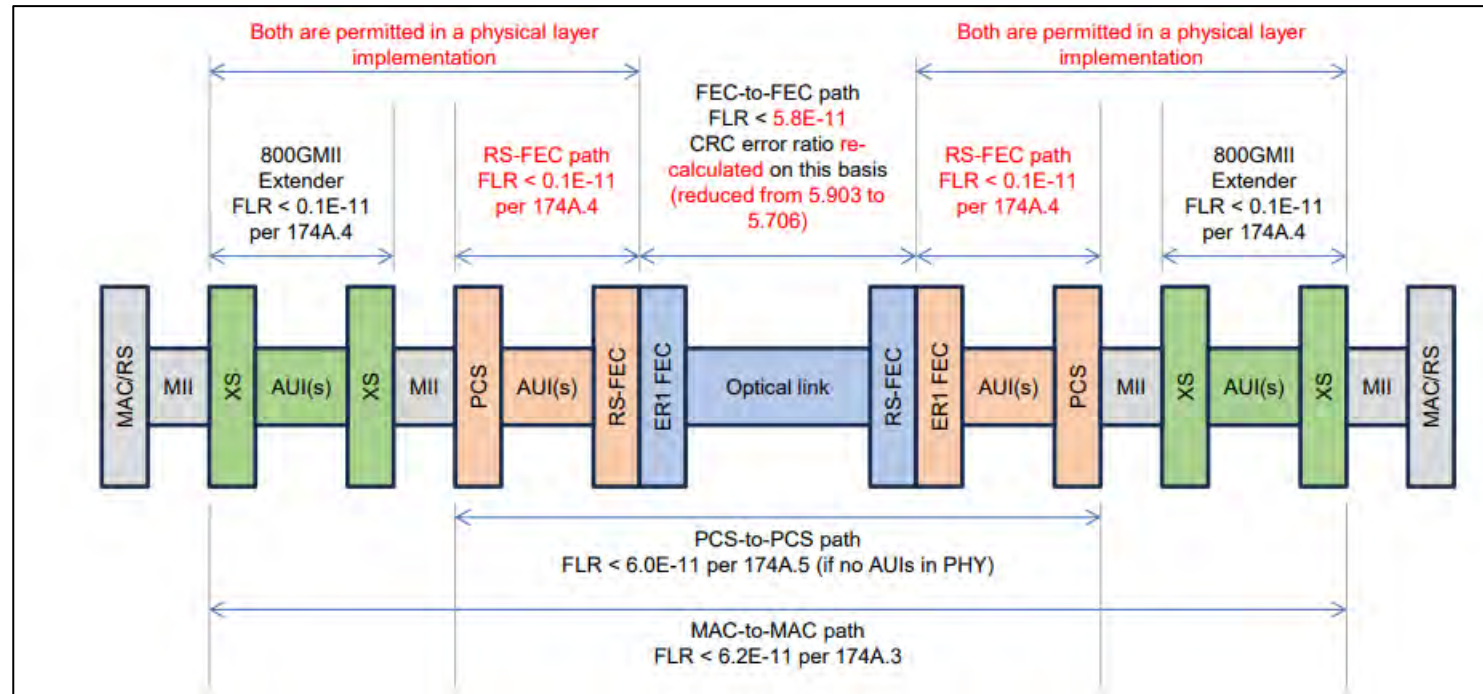 Both are permitted in a physical layer
implementation
Both are permitted in a physical layer
implementation
FEC-to-FEC path
FLR < 5.8E-11
CRC error ratio re-
calculated on this basis
(reduced from 5.903 to
5.706)
800GMII
Extender
FLR < 0.1E-11
per 174A.4
RS-FEC path
FLR < 0.1E-11
per 174A.4
RS-FEC path
FLR < 0.1E-11
per 174A.4
800GMII
Extender
FLR < 0.1E-11
per 174A.4
MAC/RS
MII
XS
AUI(s)
XS
MII
PCS
AUI(s)
RS-FEC
ER1 FEC
Optical link
RS-FEC
ER1 FEC
AUI(s)
PCS
MII
XS
AUI(s)
XS
MII
MAC/RS
PCS-to-PCS path
FLR < 6.0E-11 per 174A.5 (if no AUIs in PHY)
MAC-to-MAC path
FLR < 6.2E-11 per 174A.3